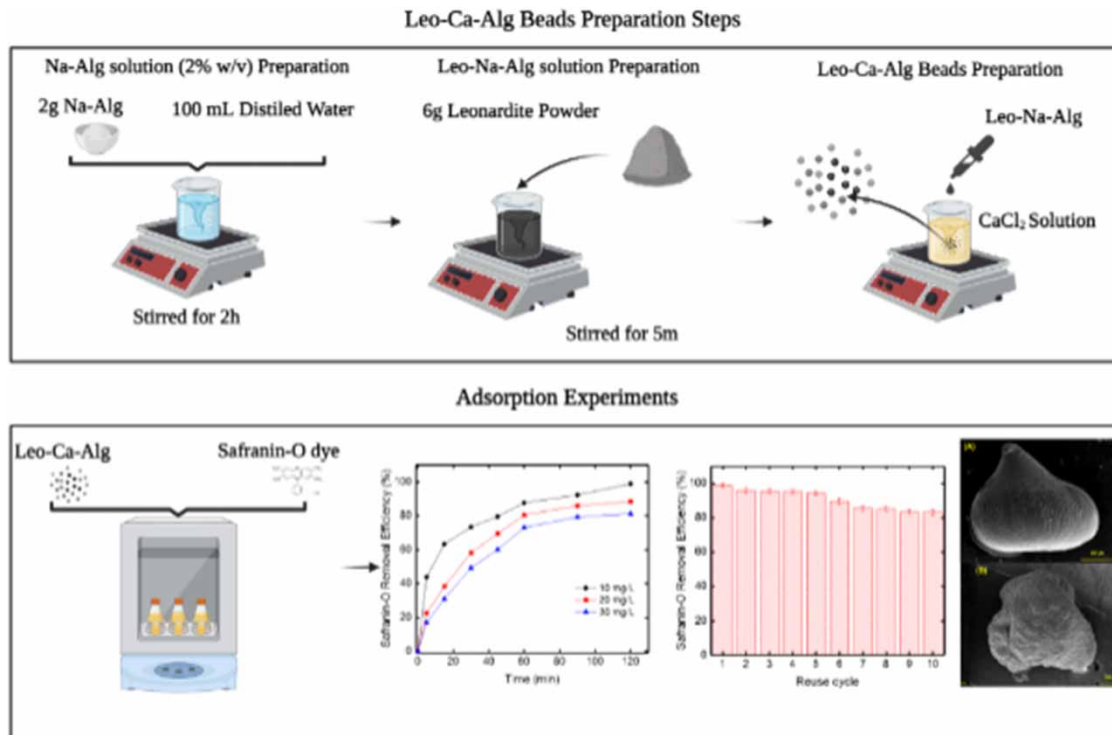 Leo-Ca-Alg Beads Preparation Steps
Na-Alg solution (2% w/v) Preparation
2g Na-Alg
100 mL Distiled Water
Stirred for 2h
Leo-Na-Alg solution Preparation
6g Leonardite Powder
Stirred for 5m
Leo-Ca-Alg Beads Preparation
Leo-Na-Alg
CaCl₂ Solution
Adsorption Experiments
Leo-Ca-Alg
Safranin-O dye
Safranin-O Removal Efficiency (%)
100
80
60
40
20
0
10 mg/L
20 mg/L
30 mg/L
0 20 40 60 80 100 120
Time (min)
Safranin-O Removal Efficiency (%)
100
80
60
40
20
0
1 2 3 4 5 6 7 8 9 10
Reuse cycle
(A)
(B)